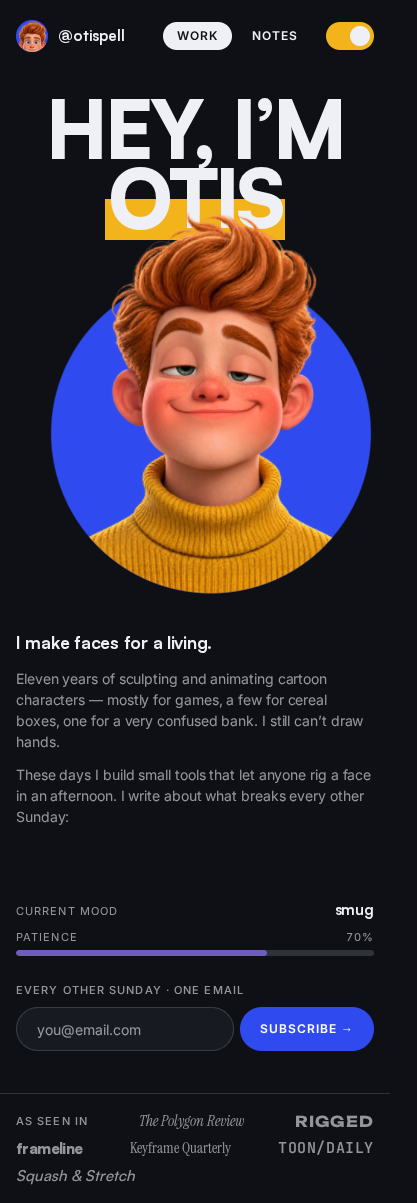 @otispell
WORK
NOTES
HEY, I’M
OTIS
I make faces for a living.
Eleven years of sculpting and animating cartoon
characters — mostly for games, a few for cereal
boxes, one for a very confused bank. I still can’t draw
hands.
These days I build small tools that let anyone rig a face
in an afternoon. I write about what breaks every other
Sunday:
CURRENT MOOD smug
PATIENCE 70%
EVERY OTHER SUNDAY · ONE EMAIL
you@email.com SUBSCRIBE →
AS SEEN IN The Polygon Review RIGGED
frameline Keyframe Quarterly TOON/DAILY
Squash & Stretch